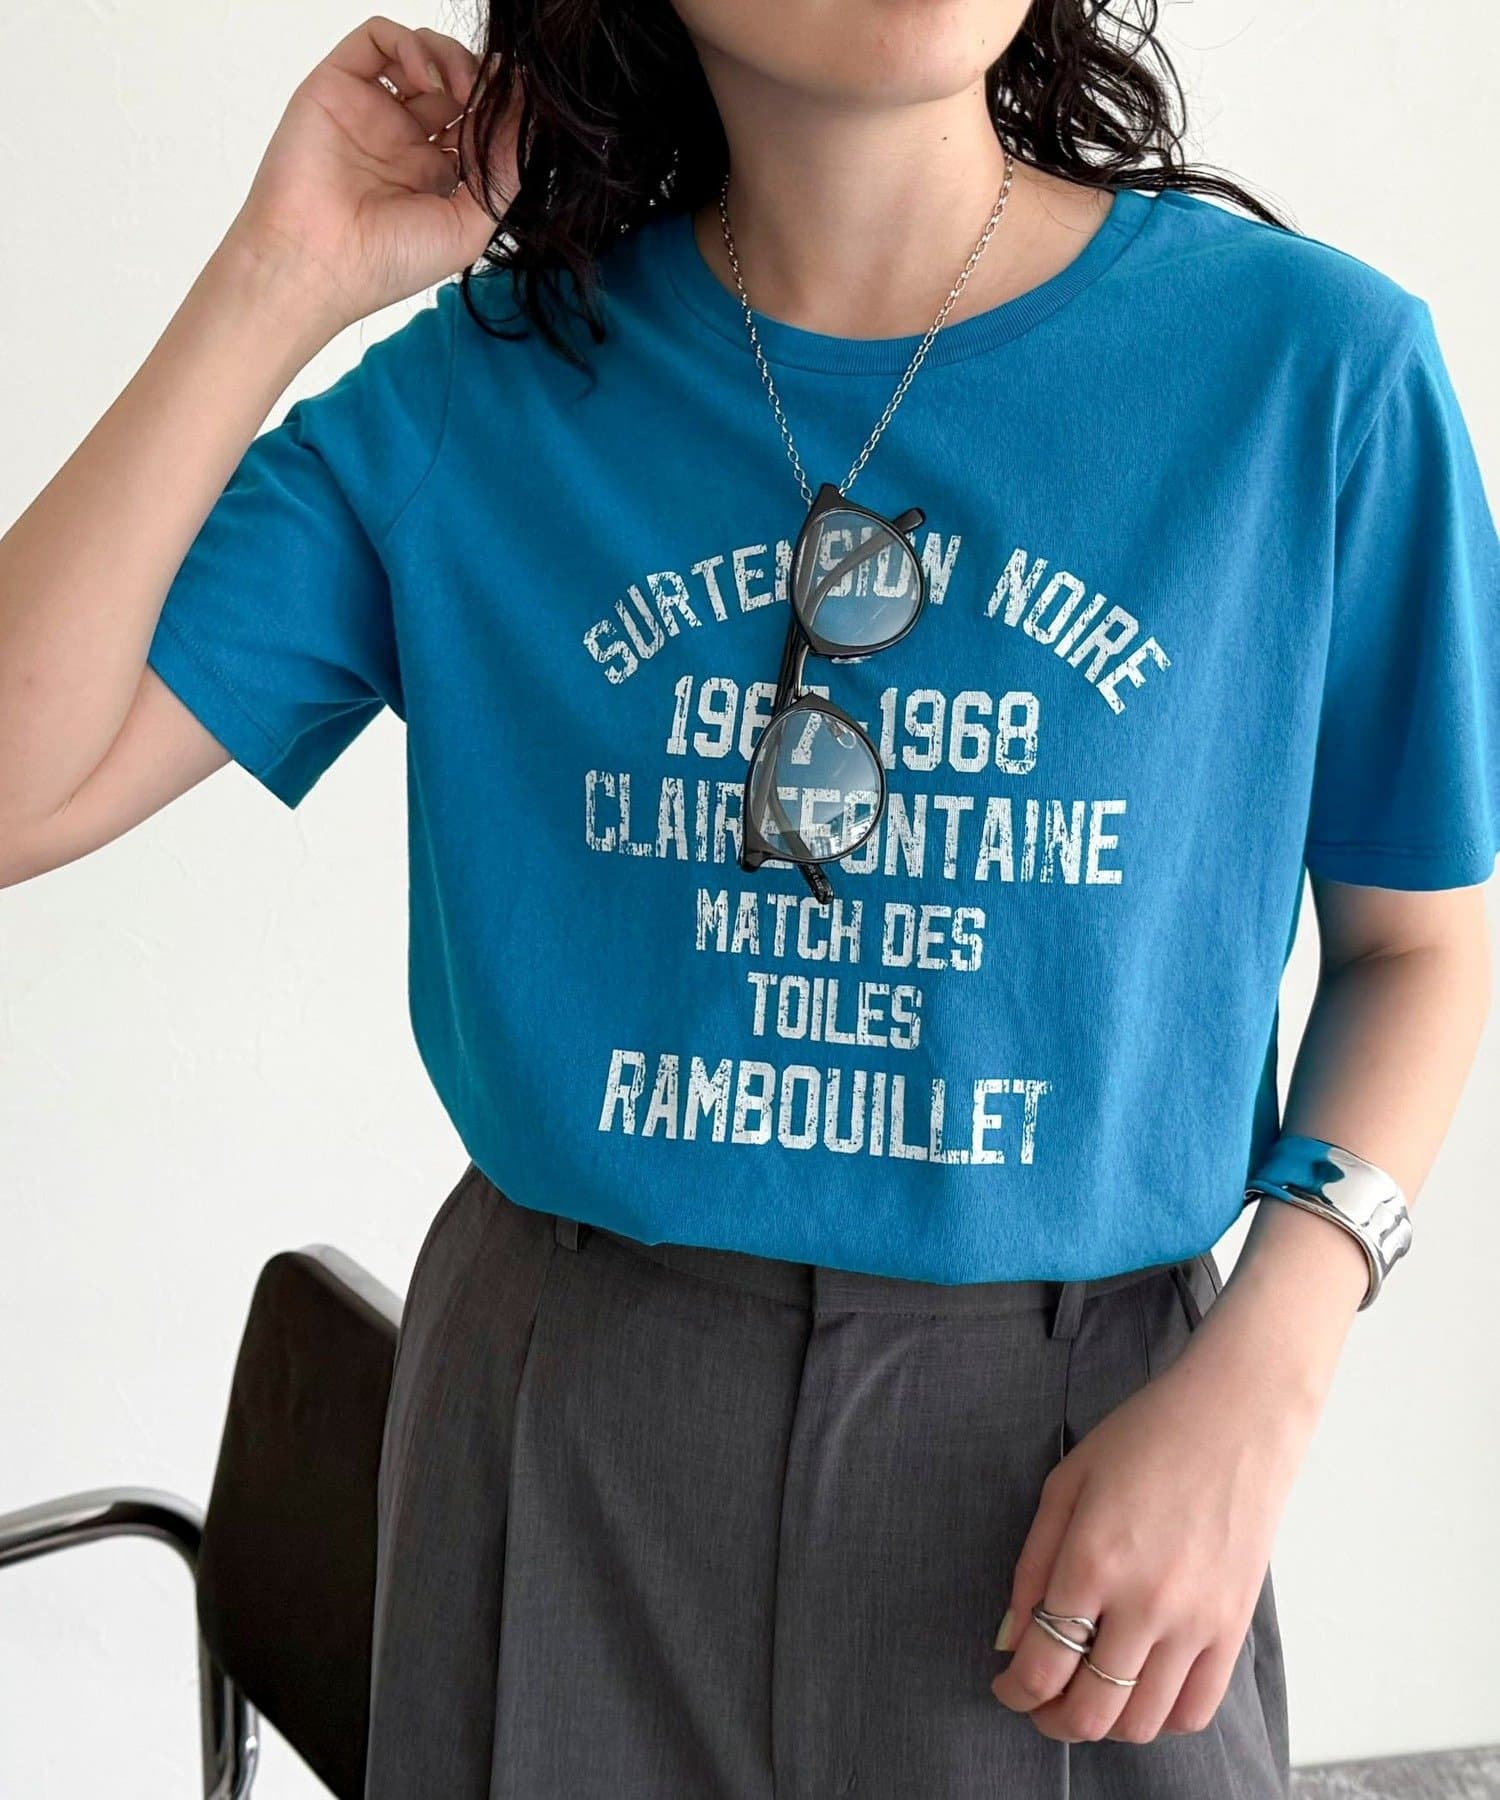 SURTENSION NOIRE
1967-1968
CLAIREFONTAINE
MATCH DES
TOILES
RAMBOUILLET